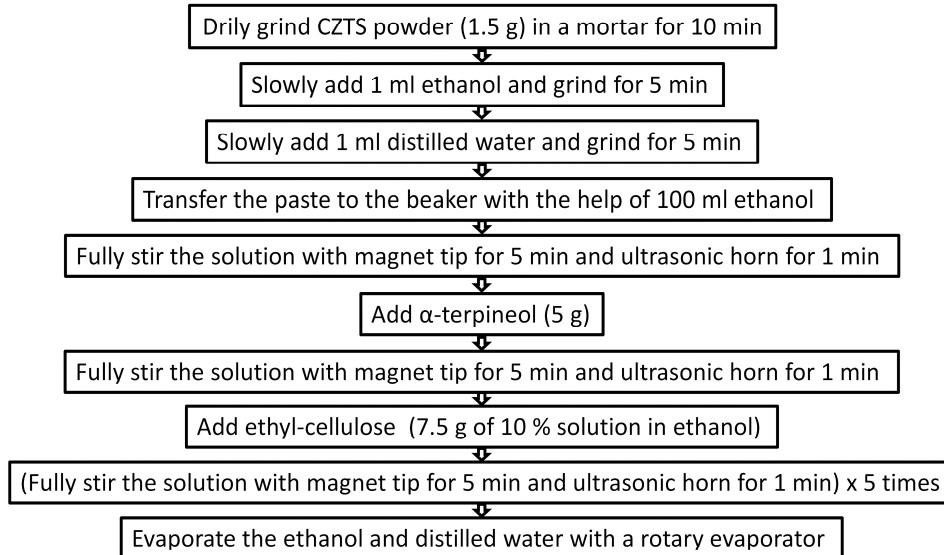 Drily grind CZTS powder (1.5 g) in a mortar for 10 min
Slowly add 1 ml ethanol and grind for 5 min
Slowly add 1 ml distilled water and grind for 5 min
Transfer the paste to the beaker with the help of 100 ml ethanol
Fully stir the solution with magnet tip for 5 min and ultrasonic horn for 1 min
Add α-terpineol (5 g)
Fully stir the solution with magnet tip for 5 min and ultrasonic horn for 1 min
Add ethyl-cellulose (7.5 g of 10 % solution in ethanol)
(Fully stir the solution with magnet tip for 5 min and ultrasonic horn for 1 min) x 5 times
Evaporate the ethanol and distilled water with a rotary evaporator